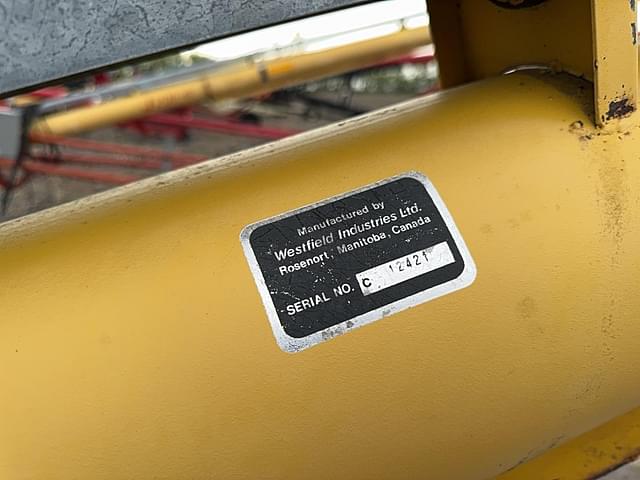 Manufactured by
Westfield Industries Ltd.
Rosenort, Manitoba, Canada
SERIAL NO. C 12421